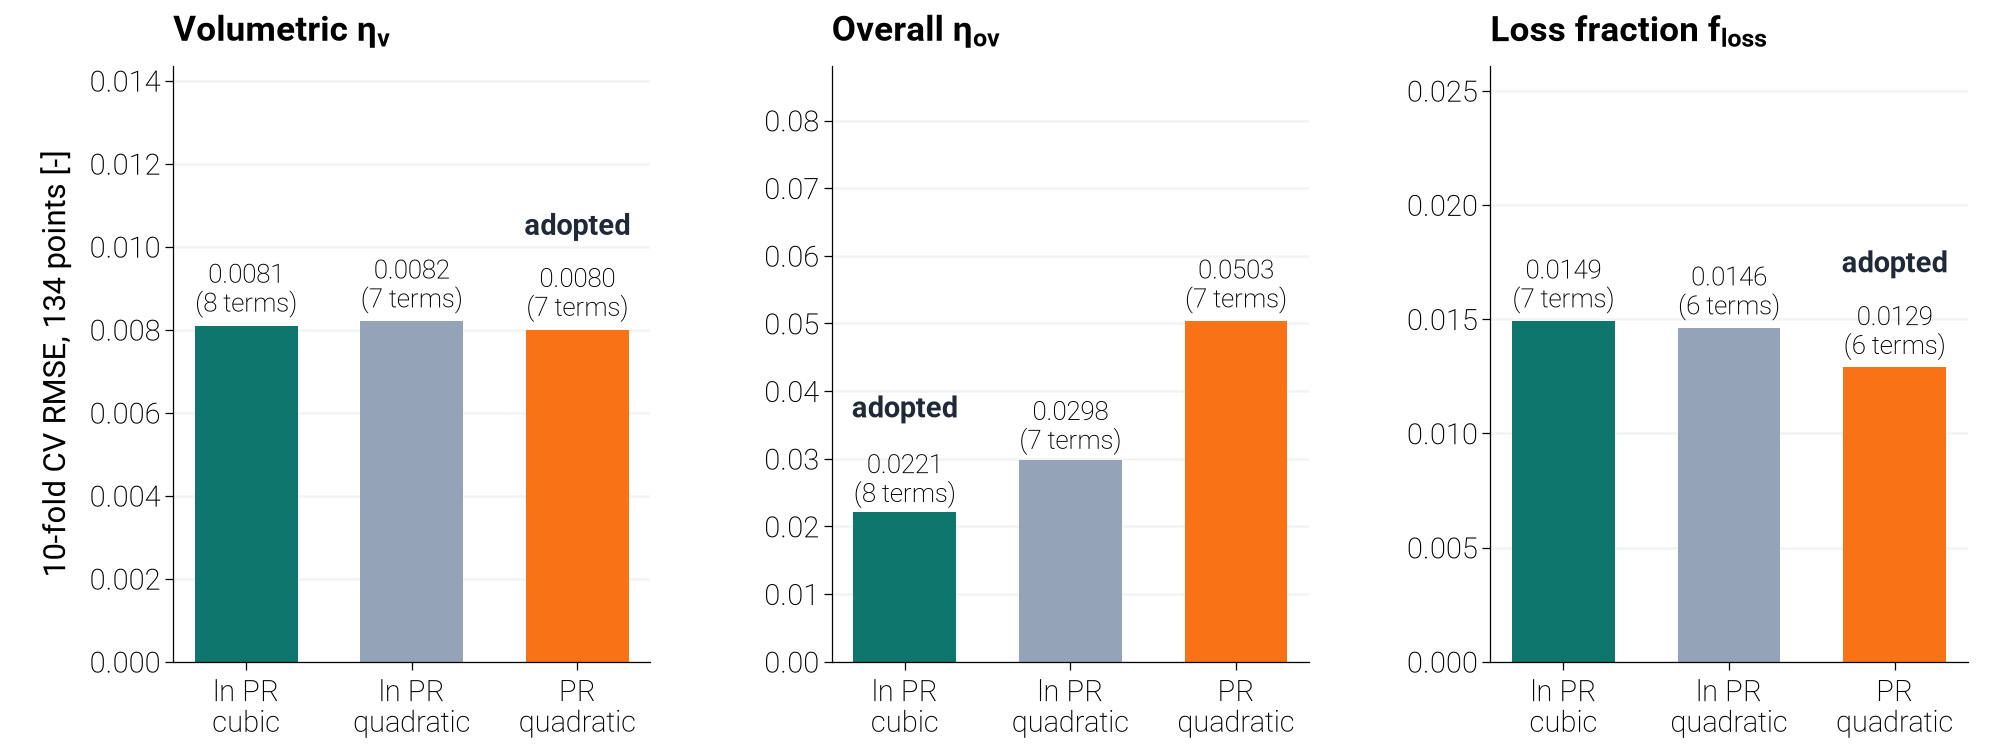 Volumetric ηv
10-fold CV RMSE, 134 points [-]
0.014
0.012
0.010
0.008
0.006
0.004
0.002
0.000
0.0081
(8 terms)
0.0082
(7 terms)
adopted
0.0080
(7 terms)
ln PR
cubic
ln PR
quadratic
PR
quadratic
Overall ηov
0.08
0.07
0.06
0.05
0.04
0.03
0.02
0.01
0.00
adopted
0.0221
(8 terms)
0.0298
(7 terms)
0.0503
(7 terms)
ln PR
cubic
ln PR
quadratic
PR
quadratic
Loss fraction floss
0.025
0.020
0.015
0.010
0.005
0.000
0.0149
(7 terms)
0.0146
(6 terms)
adopted
0.0129
(6 terms)
ln PR
cubic
ln PR
quadratic
PR
quadratic